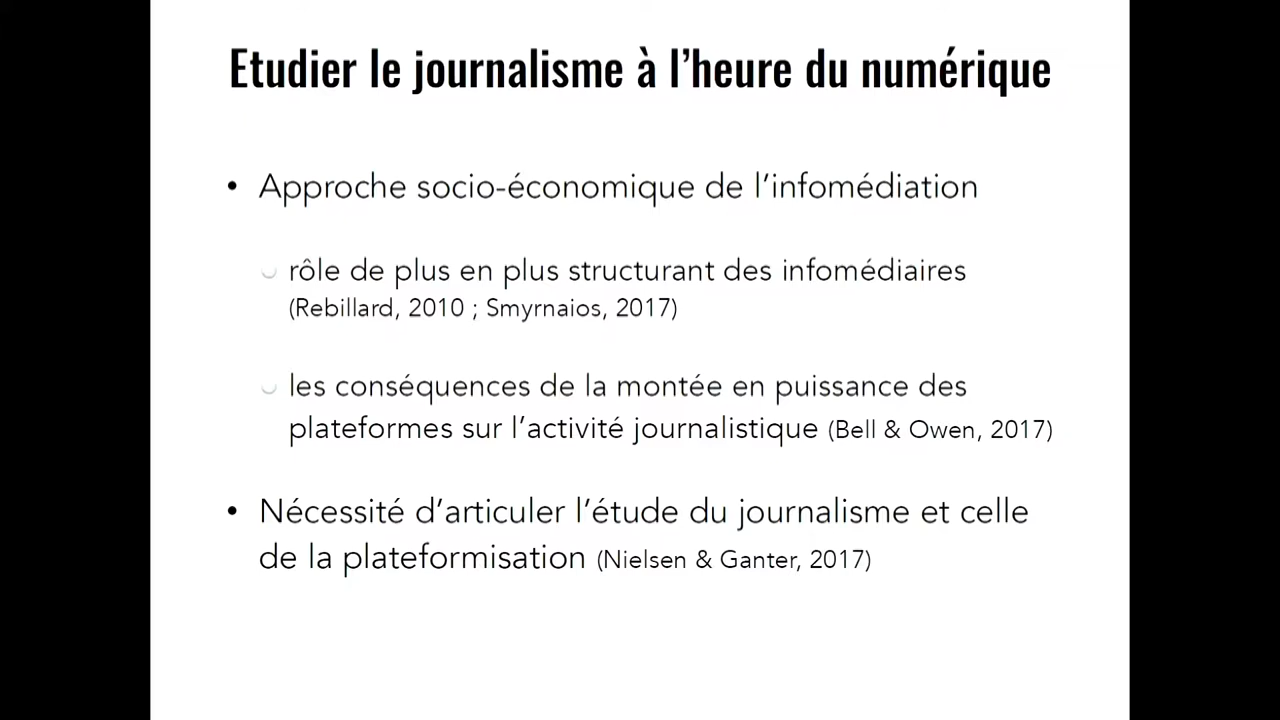 Etudier le journalisme à l’heure du numérique
• Approche socio-économique de l’infomédiation
rôle de plus en plus structurant des infomédiaires
(Rebillard, 2010 ; Smyrnaios, 2017)
les conséquences de la montée en puissance des
plateformes sur l’activité journalistique (Bell & Owen, 2017)
• Nécessité d’articuler l’étude du journalisme et celle
de la plateformisation (Nielsen & Ganter, 2017)